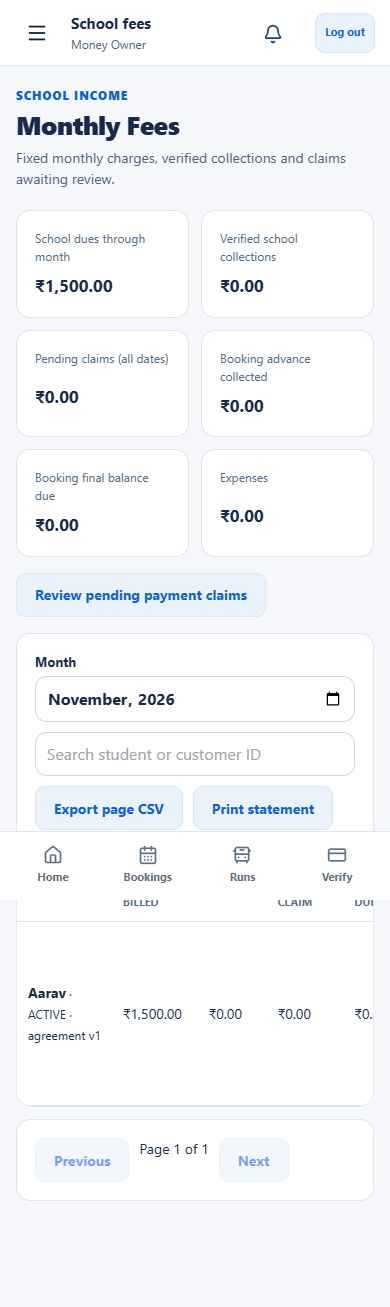 School fees
Money Owner
Log out
SCHOOL INCOME
Monthly Fees
Fixed monthly charges, verified collections and claims
awaiting review.
School dues through
month
₹1,500.00
Verified school
collections
₹0.00
Pending claims (all dates)
₹0.00
Booking advance
collected
₹0.00
Booking final balance
due
₹0.00
Expenses
₹0.00
Review pending payment claims
Month
November, 2026
Search student or customer ID
Export page CSV
Print statement
Home
Bookings
Runs
Verify
BILLED
CLAIM
Aarav ·
ACTIVE ·
agreement v1
₹1,500.00
₹0.00
₹0.00
₹0.
Previous
Page 1 of 1
Next